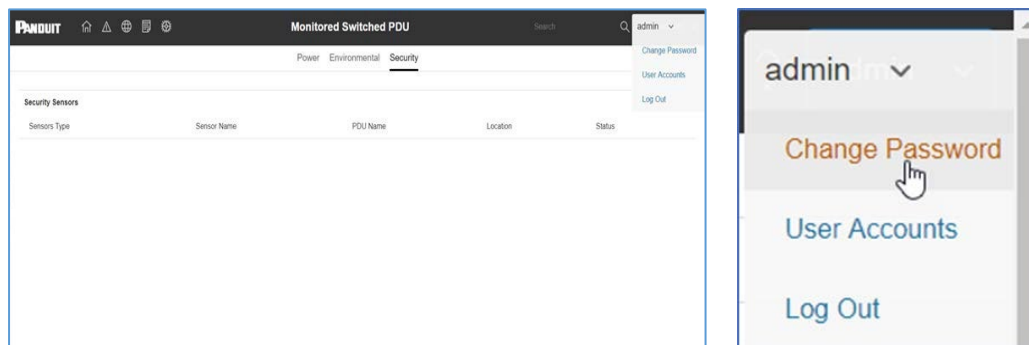 PANDUIT Monitored Switched PDU Search admin
Power Environmental Security
Change Password
User Accounts
Log Out
Security Sensors
Sensors Type Sensor Name PDU Name Location Status
admin
Change Password
User Accounts
Log Out